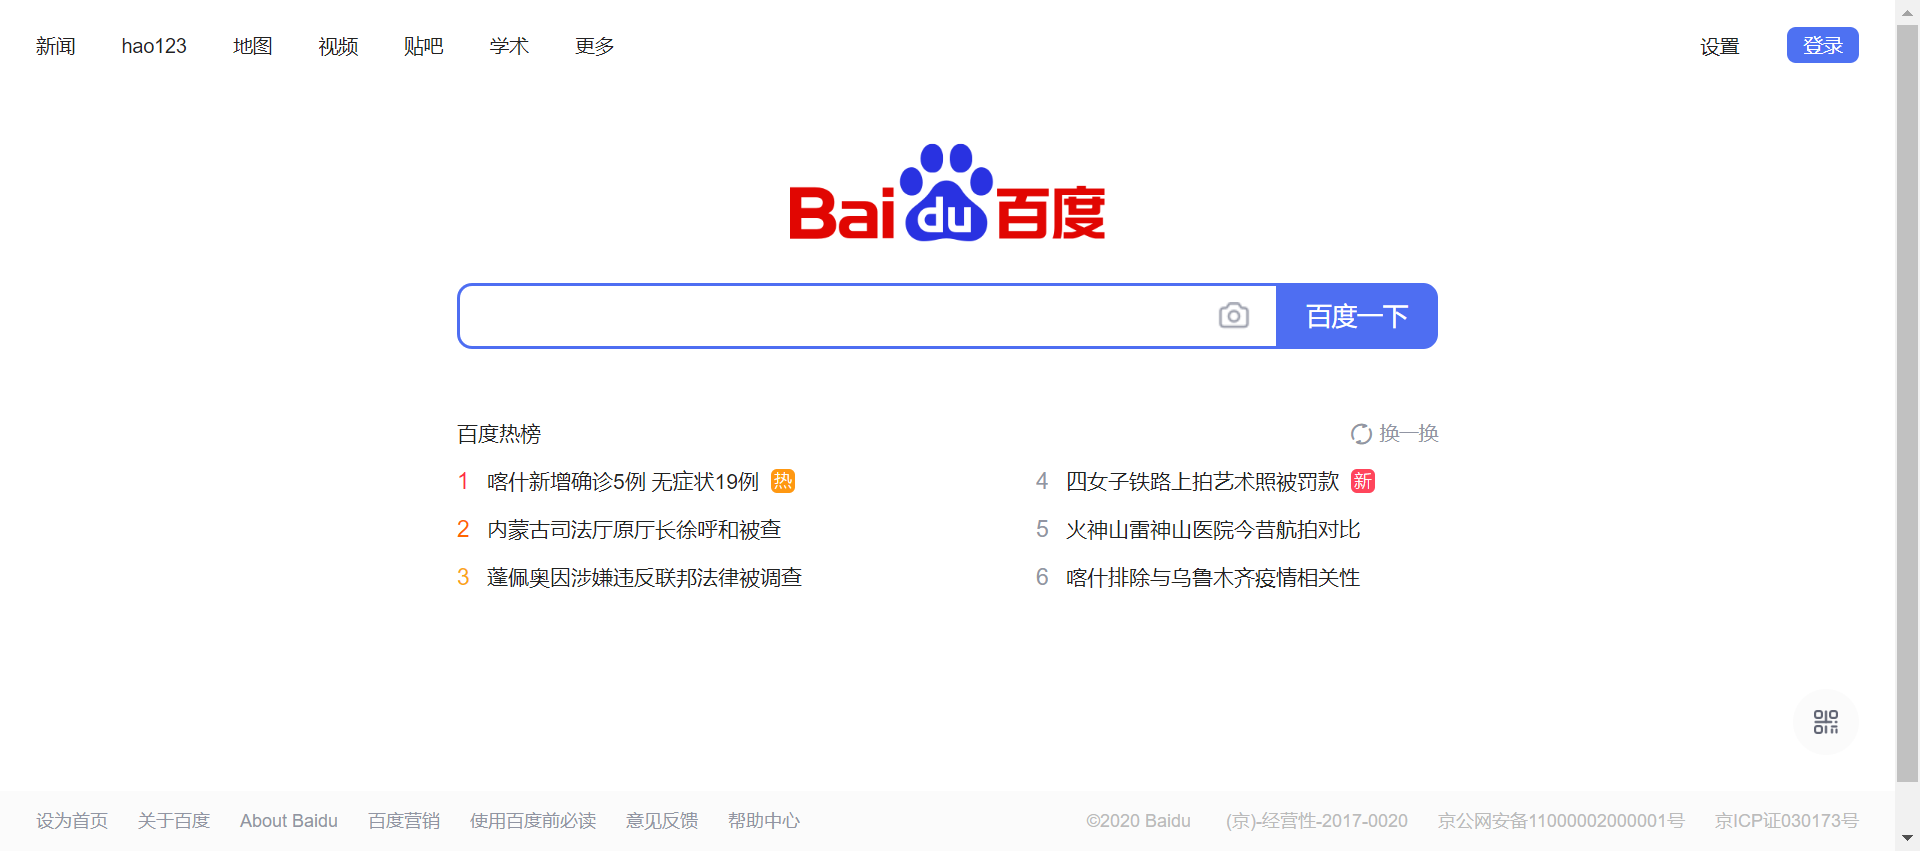 新闻 hao123 地图 视频 贴吧 学术 更多 设置 登录
Bai du 百度
百度一下
百度热榜 换一换
1 喀什新增确诊5例 无症状19例 热
2 内蒙古司法厅原厅长徐呼和被查
3 蓬佩奥因涉嫌违反联邦法律被调查
4 四女子铁路上拍艺术照被罚款 新
5 火神山雷神山医院今昔航拍对比
6 喀什排除与乌鲁木齐疫情相关性
设为首页 关于百度 About Baidu 百度营销 使用百度前必读 意见反馈 帮助中心 ©2020 Baidu (京)-经营性-2017-0020 京公网安备11000002000001号 京ICP证030173号